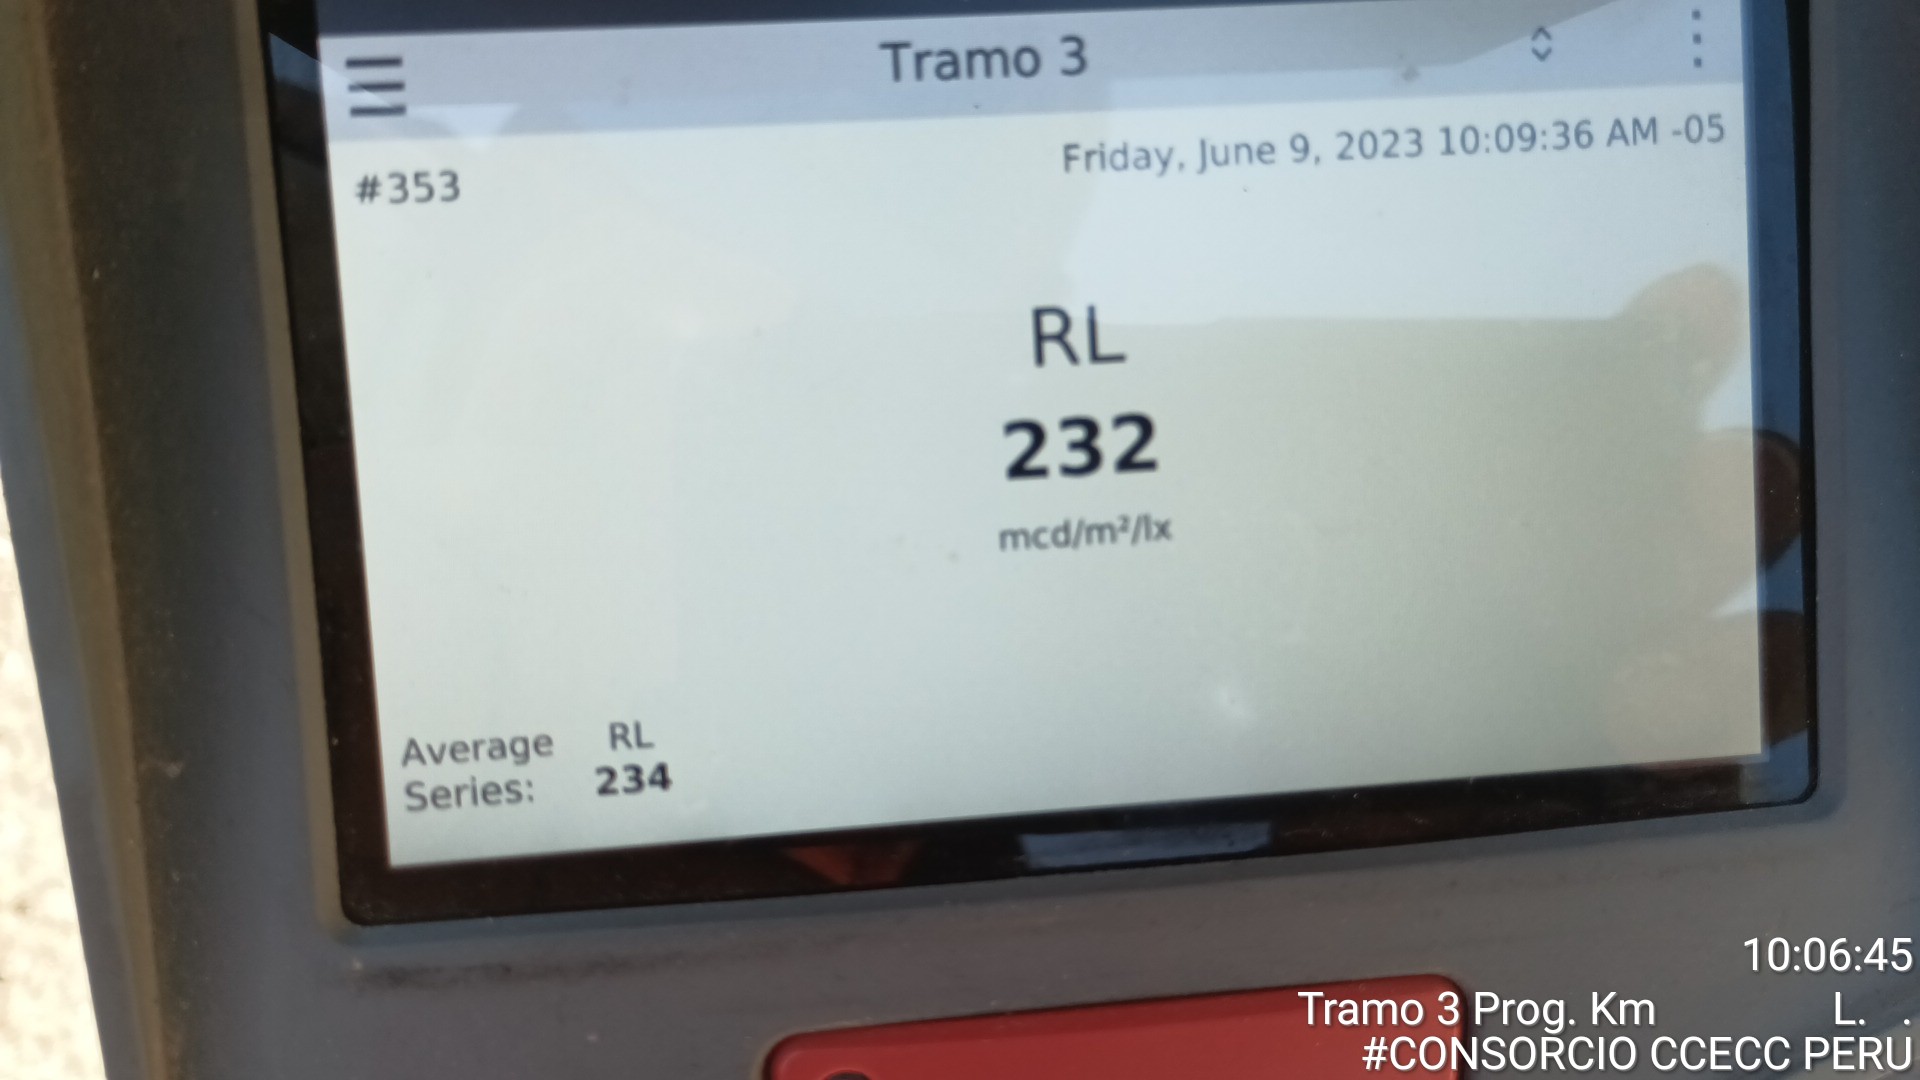 Tramo 3
Friday, June 9, 2023 10:09:36 AM -05
#353
RL
232
mcd/m²/lx
Average RL
Series: 234
10:06:45
Tramo 3 Prog. Km L. .
#CONSORCIO CCECC PERU